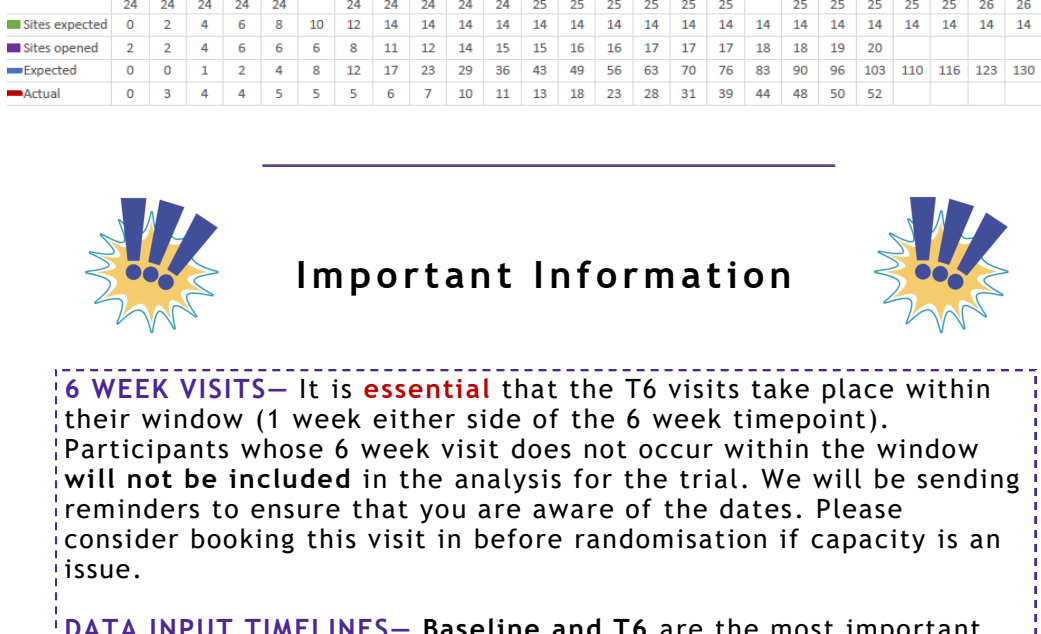 24 24 24 24 24 24 24 24 24 24 25 25 25 25 25 25 25 25 25 25 25 26 26
Sites expected 0 2 4 6 8 10 12 14 14 14 14 14 14 14 14 14 14 14 14 14 14 14 14 14 14
Sites opened 2 2 4 6 6 6 8 11 12 14 15 15 16 16 17 17 17 18 18 19 20
Expected 0 0 1 2 4 8 12 17 23 29 36 43 49 56 63 70 76 83 90 96 103 110 116 123 130
Actual 0 3 4 4 5 5 5 6 7 10 11 13 18 23 28 31 39 44 48 50 52
Important Information
6 WEEK VISITS— It is essential that the T6 visits take place within
their window (1 week either side of the 6 week timepoint).
Participants whose 6 week visit does not occur within the window
will not be included in the analysis for the trial. We will be sending
reminders to ensure that you are aware of the dates. Please
consider booking this visit in before randomisation if capacity is an
issue.
DATA INPUT TIMELINES— Baseline and T6 are the most important